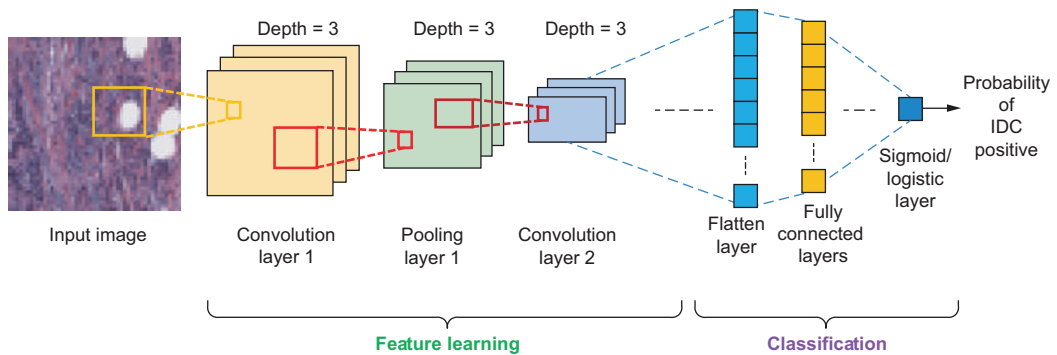 Depth = 3
Depth = 3
Depth = 3
Input image
Convolution
layer 1
Pooling
layer 1
Convolution
layer 2
Flatten
layer
Fully
connected
layers
Sigmoid/
logistic
layer
Probability
of
IDC
positive
Feature learning
Classification